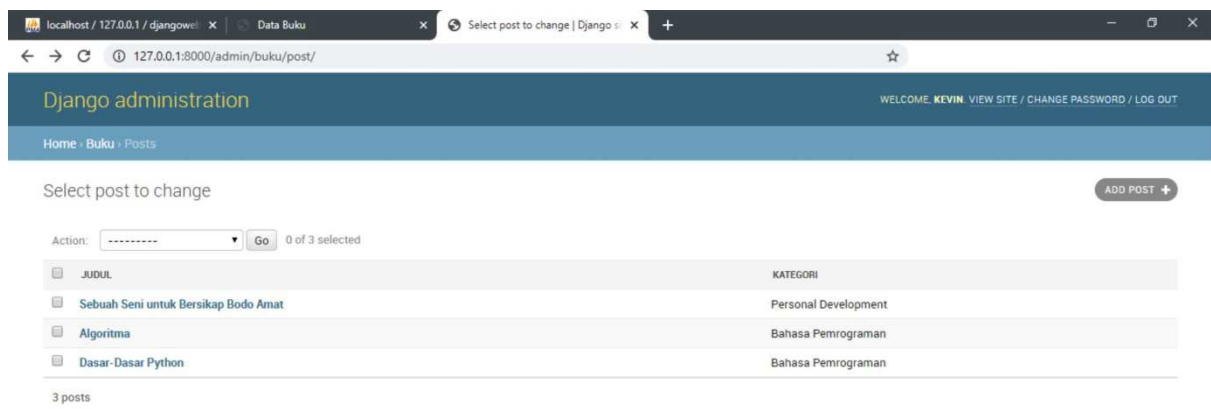 localhost / 127.0.0.1 / djangowel
Data Buku
Select post to change | Django si
127.0.0.1:8000/admin/buku/post/
Django administration
WELCOME, KEVIN. VIEW SITE / CHANGE PASSWORD / LOG OUT
Home › Buku › Posts
Select post to change
ADD POST +
Action: --------- Go 0 of 3 selected
JUDUL KATEGORI
Sebuah Seni untuk Bersikap Bodo Amat Personal Development
Algoritma Bahasa Pemrograman
Dasar-Dasar Python Bahasa Pemrograman
3 posts